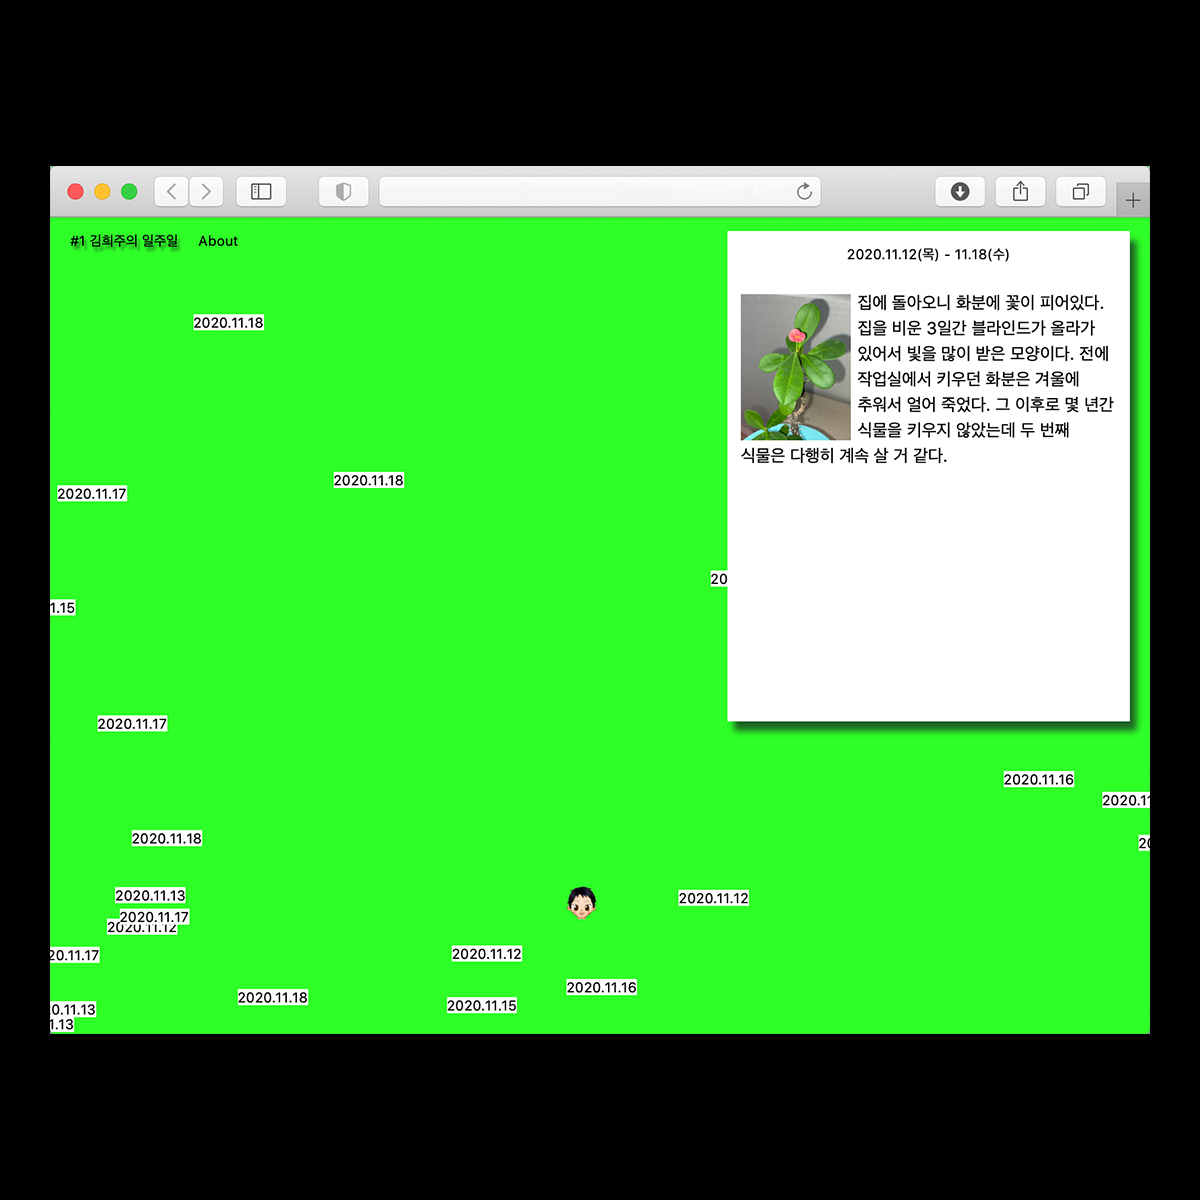 #1 김희주의 일주일 About
2020.11.12(목) - 11.18(수)
집에 돌아오니 화분에 꽃이 피어있다.
집을 비운 3일간 블라인드가 올라가
있어서 빛을 많이 받은 모양이다. 전에
작업실에서 키우던 화분은 겨울에
추워서 얼어 죽었다. 그 이후로 몇 년간
식물을 키우지 않았는데 두 번째
식물은 다행히 계속 살 거 같다.
2020.11.18
2020.11.18
2020.11.17
20
1.15
2020.11.17
2020.11.16
2020.11
2020.11.18
20
2020.11.13
2020.11.12
2020.11.17
2020.11.12
20.11.17
2020.11.12
2020.11.16
2020.11.18
2020.11.15
0.11.13
1.13